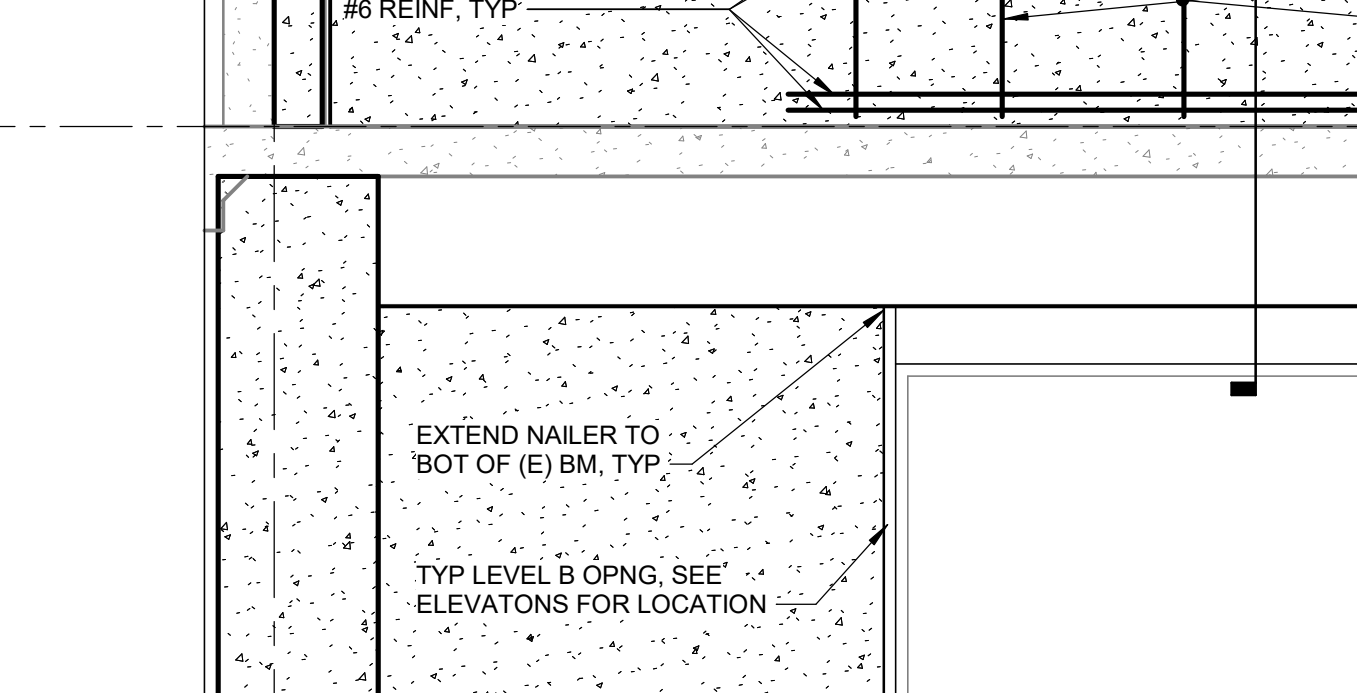 #6 REINF, TYP
EXTEND NAILER TO
BOT OF (E) BM, TYP
TYP LEVEL B OPNG, SEE
ELEVATONS FOR LOCATION